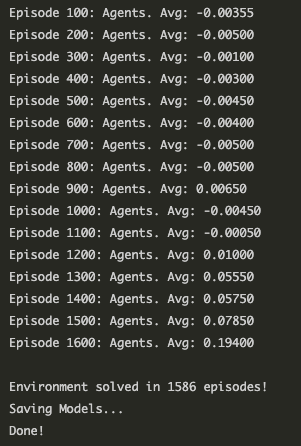 Episode 100: Agents. Avg: -0.00355
Episode 200: Agents. Avg: -0.00500
Episode 300: Agents. Avg: -0.00100
Episode 400: Agents. Avg: -0.00300
Episode 500: Agents. Avg: -0.00450
Episode 600: Agents. Avg: -0.00400
Episode 700: Agents. Avg: -0.00500
Episode 800: Agents. Avg: -0.00500
Episode 900: Agents. Avg: 0.00650
Episode 1000: Agents. Avg: -0.00450
Episode 1100: Agents. Avg: -0.00050
Episode 1200: Agents. Avg: 0.01000
Episode 1300: Agents. Avg: 0.05550
Episode 1400: Agents. Avg: 0.05750
Episode 1500: Agents. Avg: 0.07850
Episode 1600: Agents. Avg: 0.19400
Environment solved in 1586 episodes!
Saving Models...
Done!